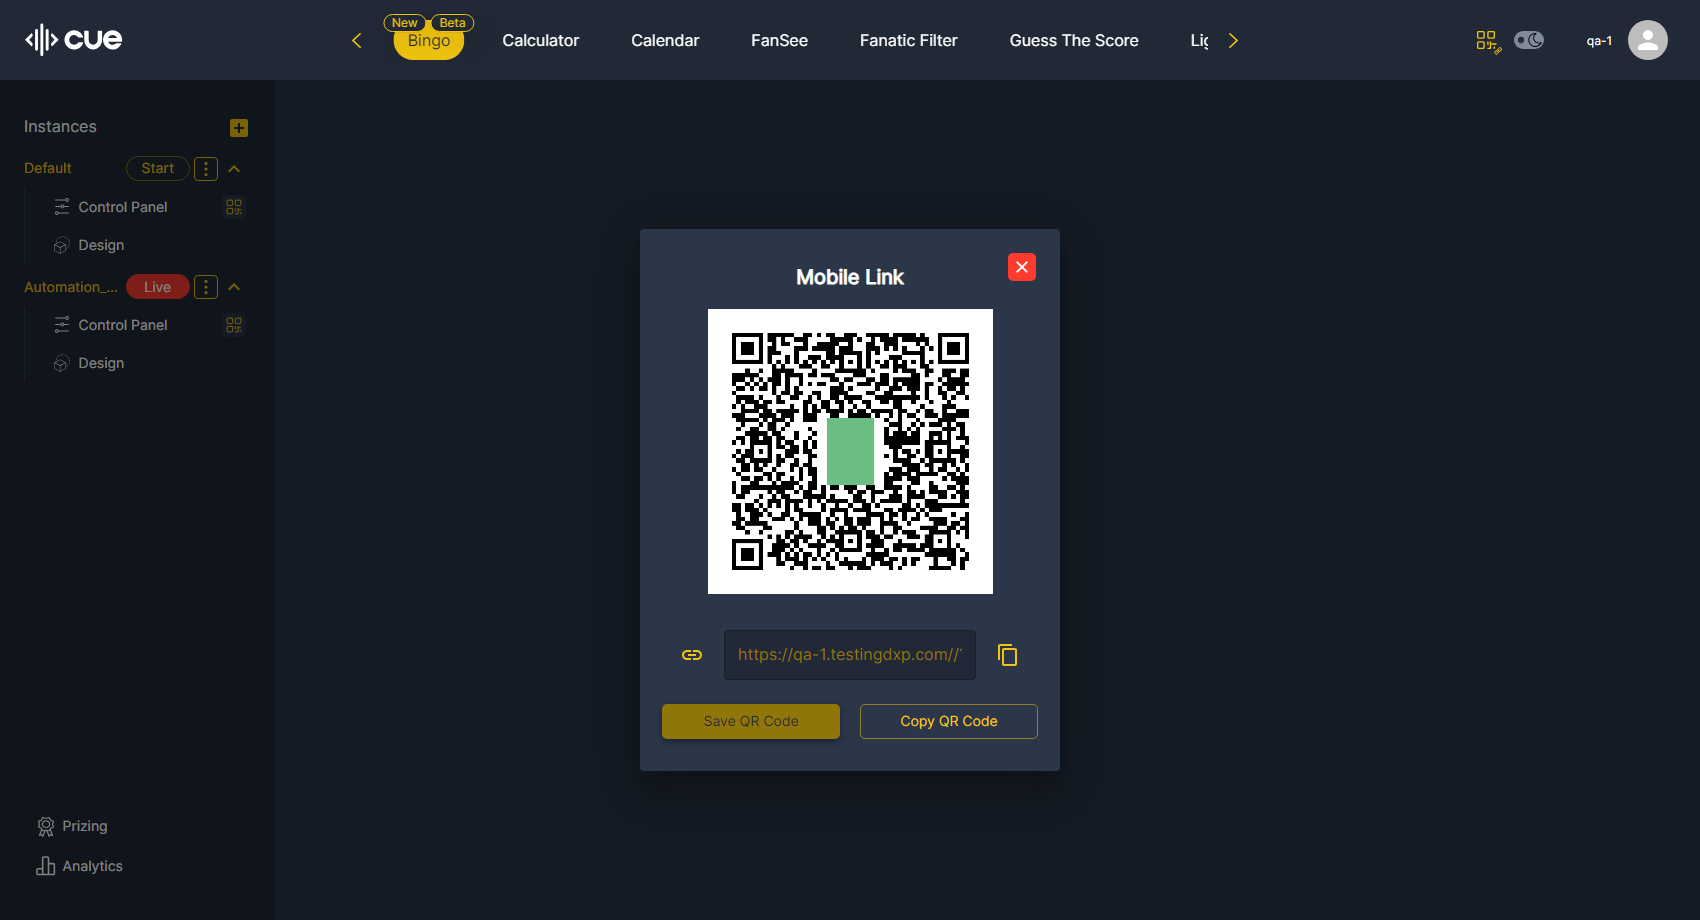 cue
New Beta
Bingo Calculator Calendar FanSee Fanatic Filter Guess The Score
qa-1
Instances
Default Start
Control Panel
Design
Automation_... Live
Control Panel
Design
Prizing
Analytics
Mobile Link
https://qa-1.testingdxp.com//
Save QR Code Copy QR Code